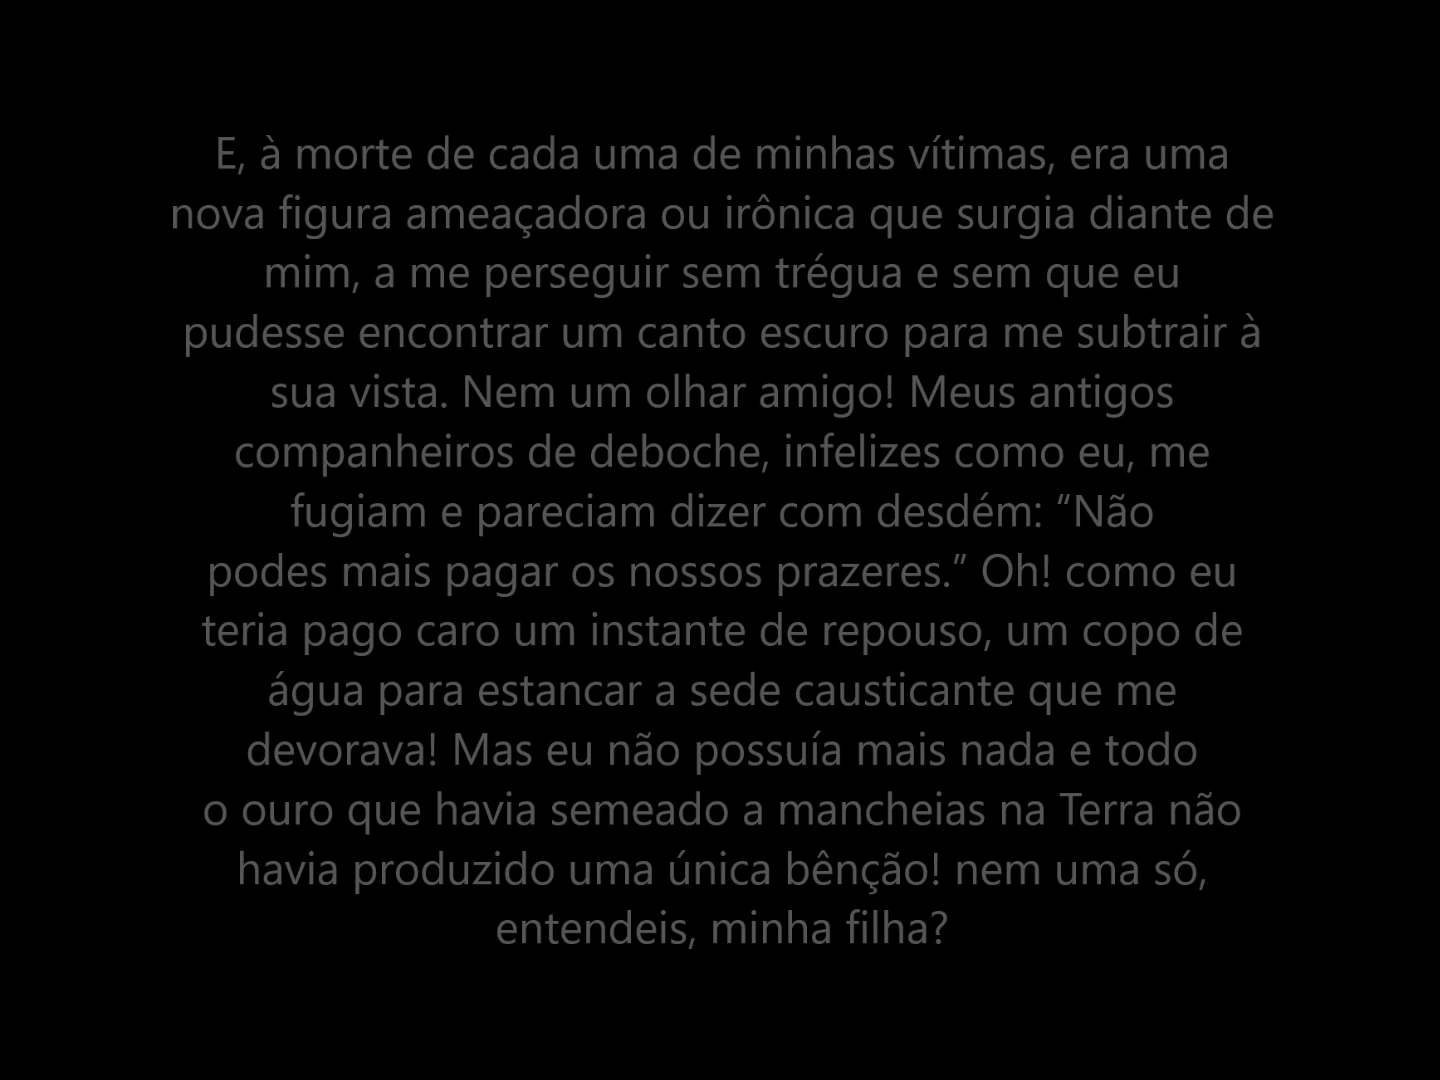 E, à morte de cada uma de minhas vítimas, era uma
nova figura ameaçadora ou irônica que surgia diante de
mim, a me perseguir sem trégua e sem que eu
pudesse encontrar um canto escuro para me subtrair à
sua vista. Nem um olhar amigo! Meus antigos
companheiros de deboche, infelizes como eu, me
fugiam e pareciam dizer com desdém: “Não
podes mais pagar os nossos prazeres.” Oh! como eu
teria pago caro um instante de repouso, um copo de
água para estancar a sede causticante que me
devorava! Mas eu não possuía mais nada e todo
o ouro que havia semeado a mancheias na Terra não
havia produzido uma única bênção! nem uma só,
entendeis, minha filha?